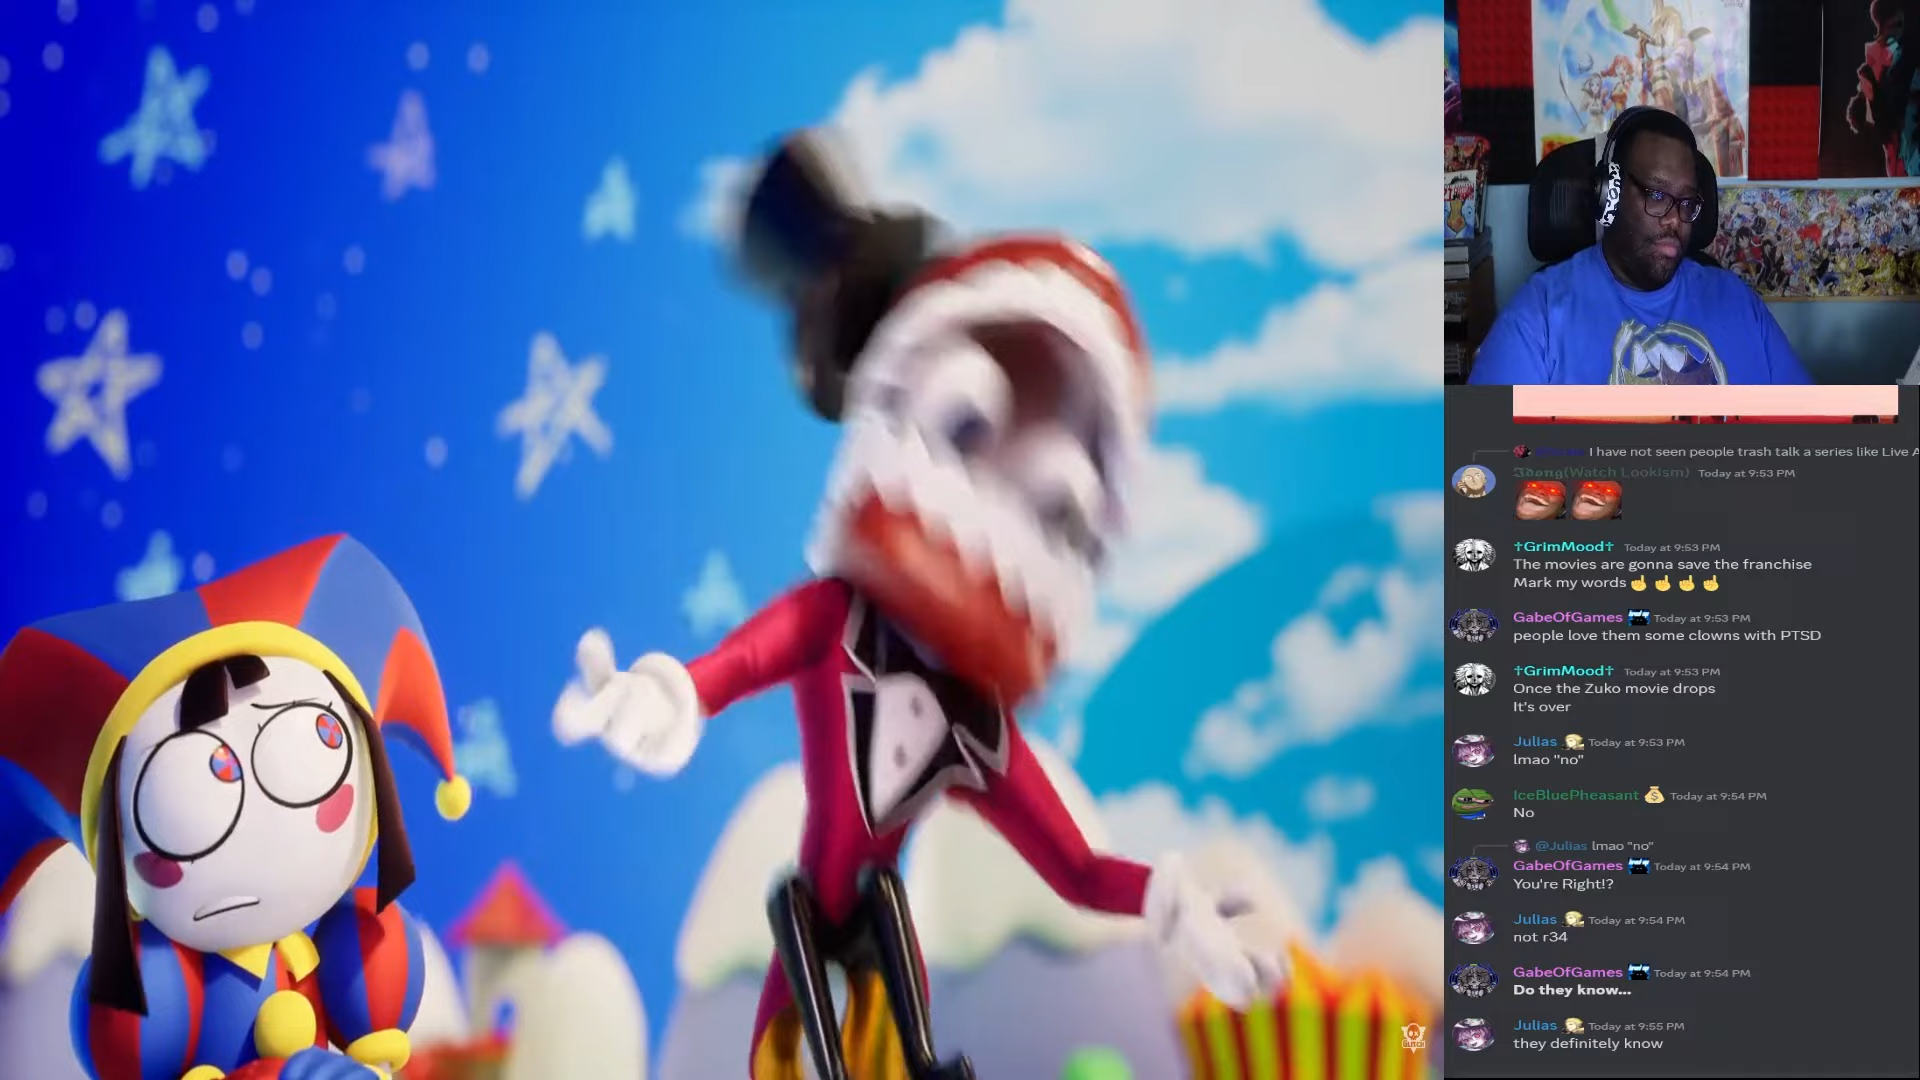 I have not seen people trash talk a series like Live A
(Watch Lookism) Today at 9:53 PM
†GrimMood† Today at 9:53 PM
The movies are gonna save the franchise
Mark my words☝️☝️☝️☝️
GabeOfGames Today at 9:53 PM
people love them some clowns with PTSD
†GrimMood† Today at 9:53 PM
Once the Zuko movie drops
It's over
Julias Today at 9:53 PM
lmao "no"
IceBluePheasant 💰 Today at 9:54 PM
No
@Julias lmao "no"
GabeOfGames Today at 9:54 PM
You're Right!?
Julias Today at 9:54 PM
not r34
GabeOfGames Today at 9:54 PM
Do they know...
Julias Today at 9:55 PM
they definitely know
GLITCH